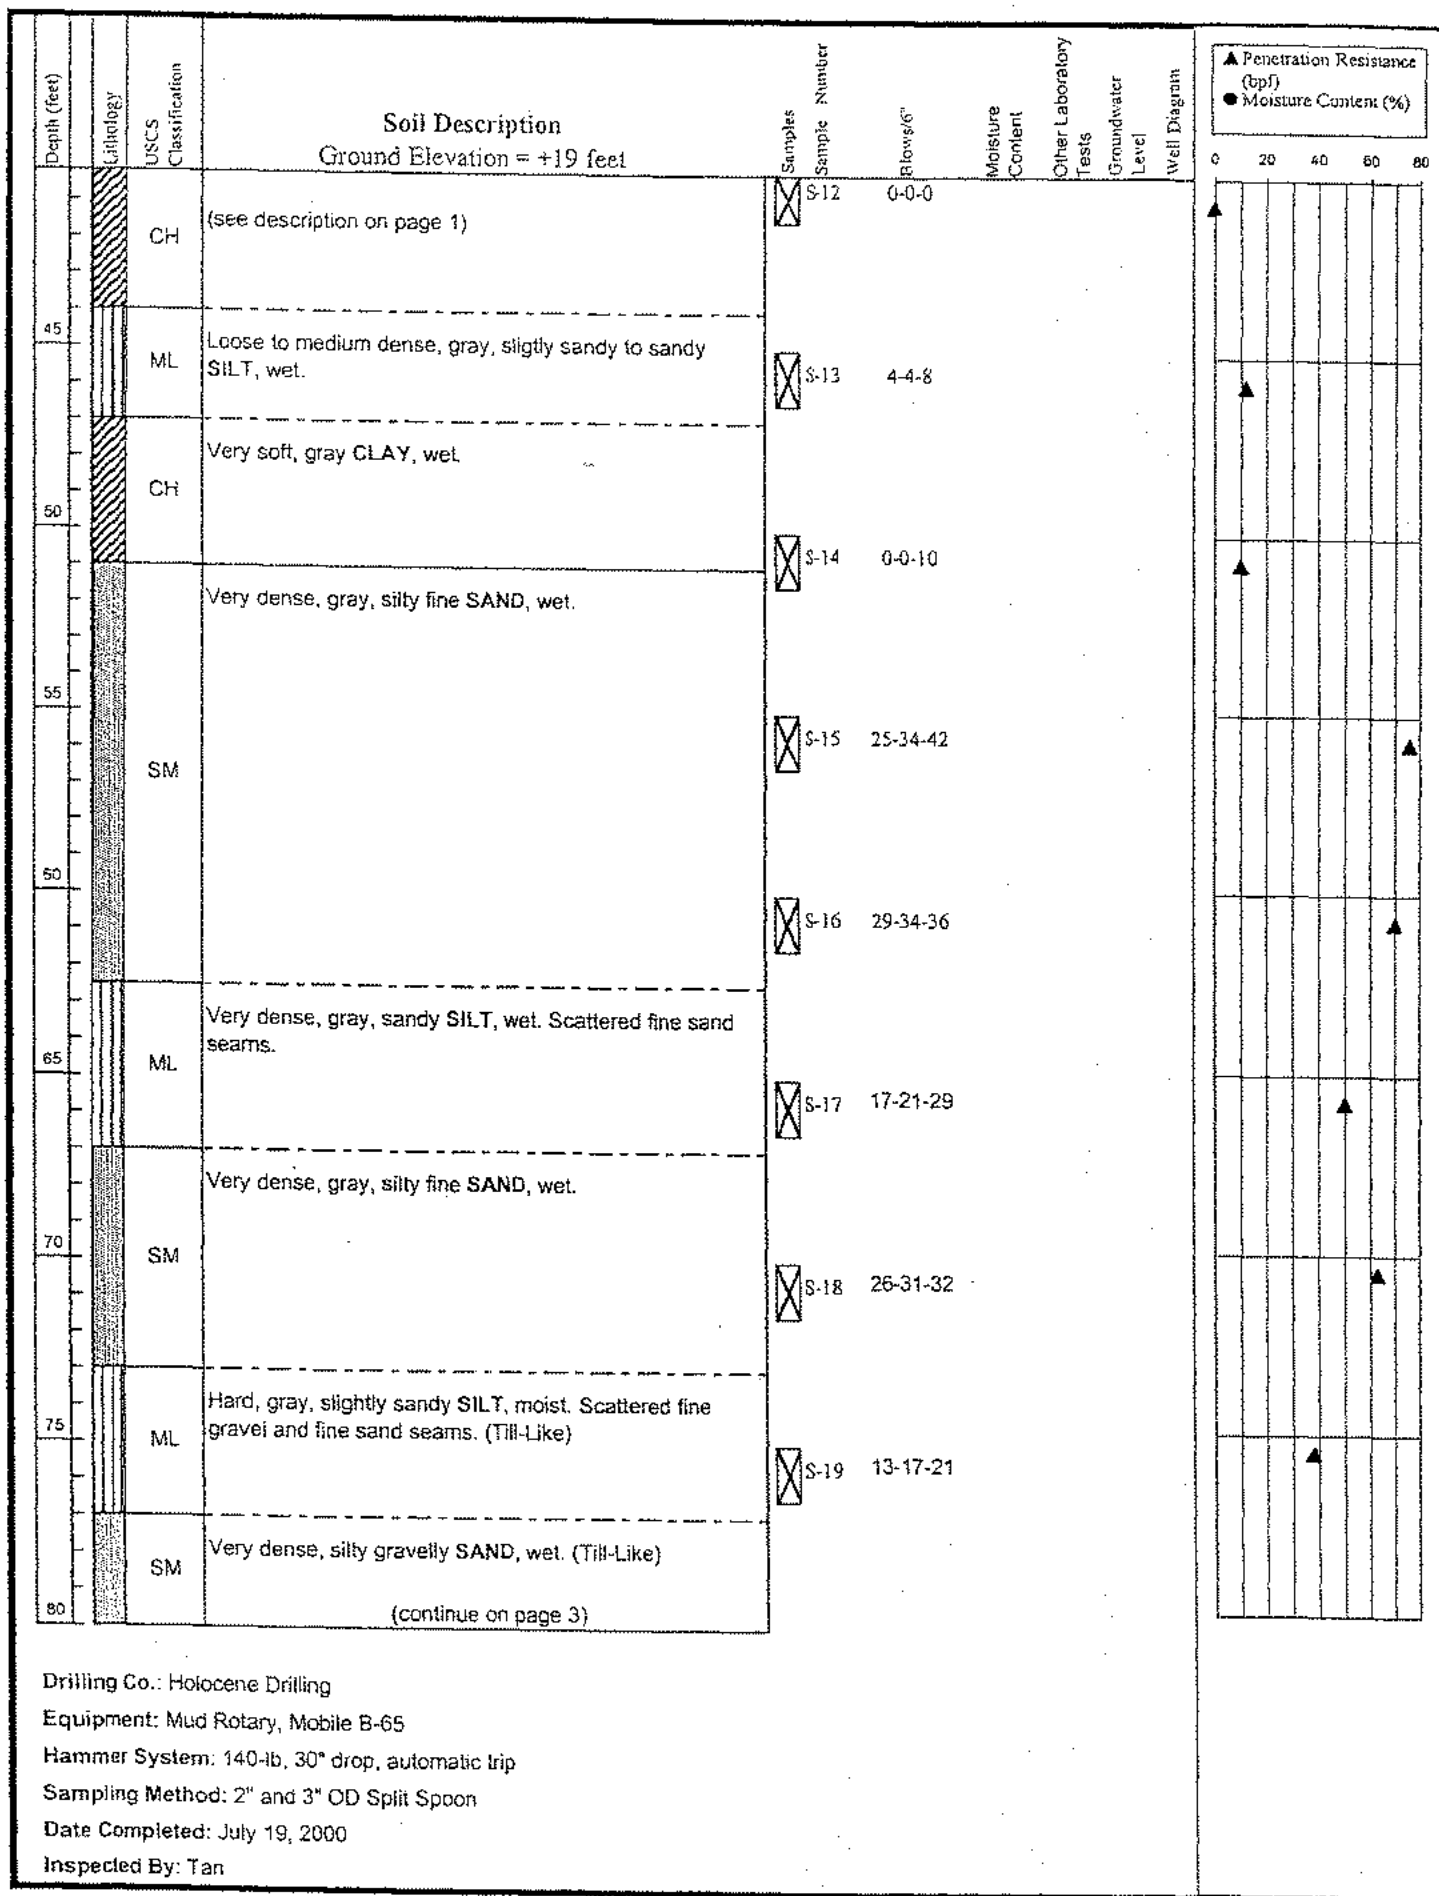 Depth (feet)
Lithology
USCS
Classification
Soil Description
Ground Elevation = +19 feet
Samples
Sample Number
Blows/6"
Moisture
Content
Other Laboratory
Tests
Groundwater
Level
Well Diagram
▲ Penetration Resistance
(bpf)
● Moisture Content (%)
0 20 40 60 80
CH
(see description on page 1)
S-12 0-0-0
45
ML
Loose to medium dense, gray, sligtly sandy to sandy
SILT, wet.
S-13 4-4-8
CH
Very soft, gray CLAY, wet.
50
S-14 0-0-10
Very dense, gray, silty fine SAND, wet.
55
S-15 25-34-42
SM
60
S-16 29-34-36
Very dense, gray, sandy SILT, wet. Scattered fine sand
seams.
65
ML
S-17 17-21-29
Very dense, gray, silty fine SAND, wet.
70
SM
S-18 26-31-32
Hard, gray, slightly sandy SILT, moist. Scattered fine
gravel and fine sand seams. (Till-Like)
75
ML
S-19 13-17-21
Very dense, silty gravelly SAND, wet. (Till-Like)
SM
80
(continue on page 3)
Drilling Co.: Holocene Drilling
Equipment: Mud Rotary, Mobile B-65
Hammer System: 140-lb, 30" drop, automatic trip
Sampling Method: 2" and 3" OD Split Spoon
Date Completed: July 19, 2000
Inspected By: Tan